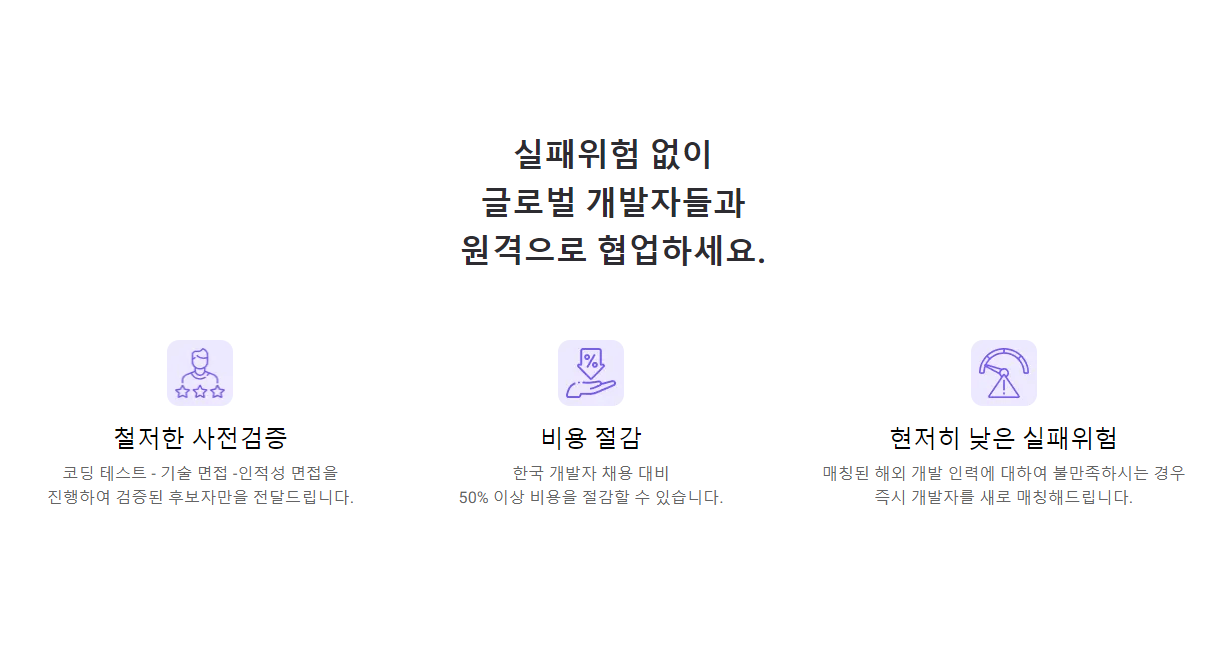 실패위험 없이
글로벌 개발자들과
원격으로 협업하세요.
철저한 사전검증
코딩 테스트 - 기술 면접 -인적성 면접을
진행하여 검증된 후보자만을 전달드립니다.
%
비용 절감
한국 개발자 채용 대비
50% 이상 비용을 절감할 수 있습니다.
현저히 낮은 실패위험
매칭된 해외 개발 인력에 대하여 불만족하시는 경우
즉시 개발자를 새로 매칭해드립니다.